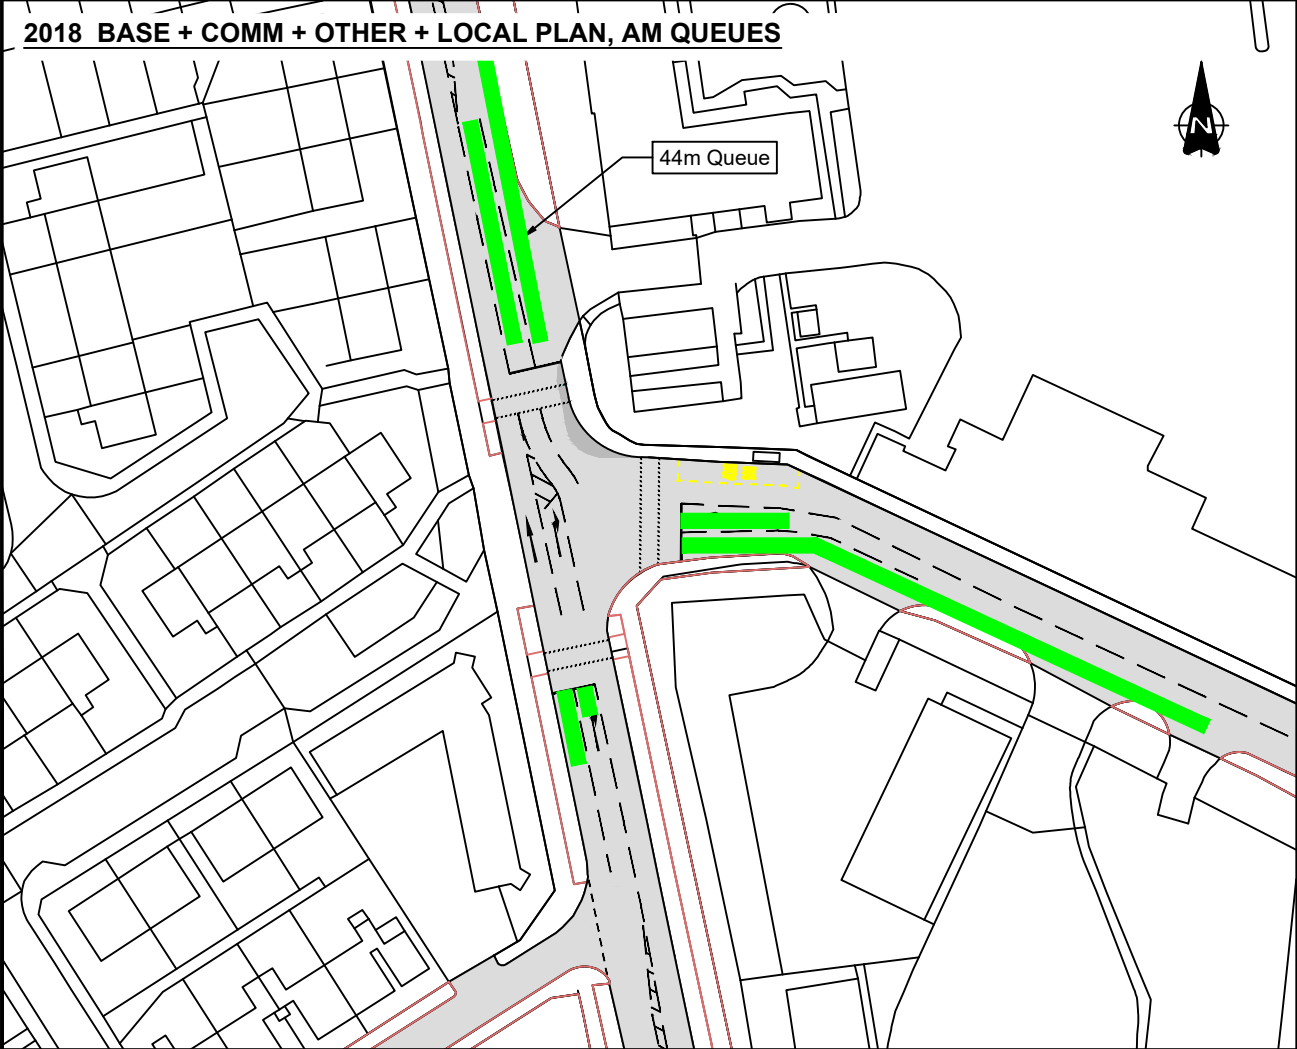 2018 BASE + COMM + OTHER + LOCAL PLAN, AM QUEUES
44m Queue
N